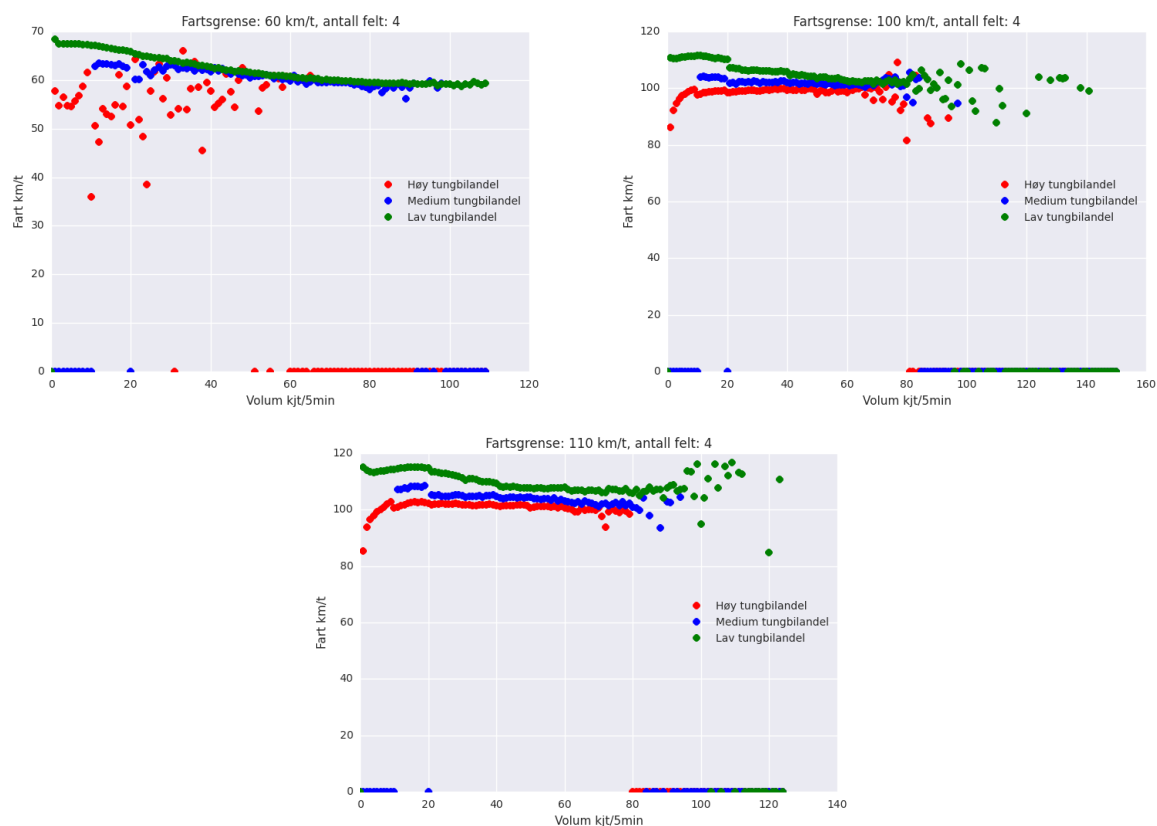 Fartsgrense: 60 km/t, antall felt: 4
70
60
50
40
30
20
10
0
Fart km/t
Høy tungbilandel
Medium tungbilandel
Lav tungbilandel
0 20 40 60 80 100 120
Volum kjt/5min
Fartsgrense: 100 km/t, antall felt: 4
120
100
80
60
40
20
0
Fart km/t
Høy tungbilandel
Medium tungbilandel
Lav tungbilandel
0 20 40 60 80 100 120 140 160
Volum kjt/5min
Fartsgrense: 110 km/t, antall felt: 4
120
100
80
60
40
20
0
Fart km/t
Høy tungbilandel
Medium tungbilandel
Lav tungbilandel
0 20 40 60 80 100 120 140
Volum kjt/5min